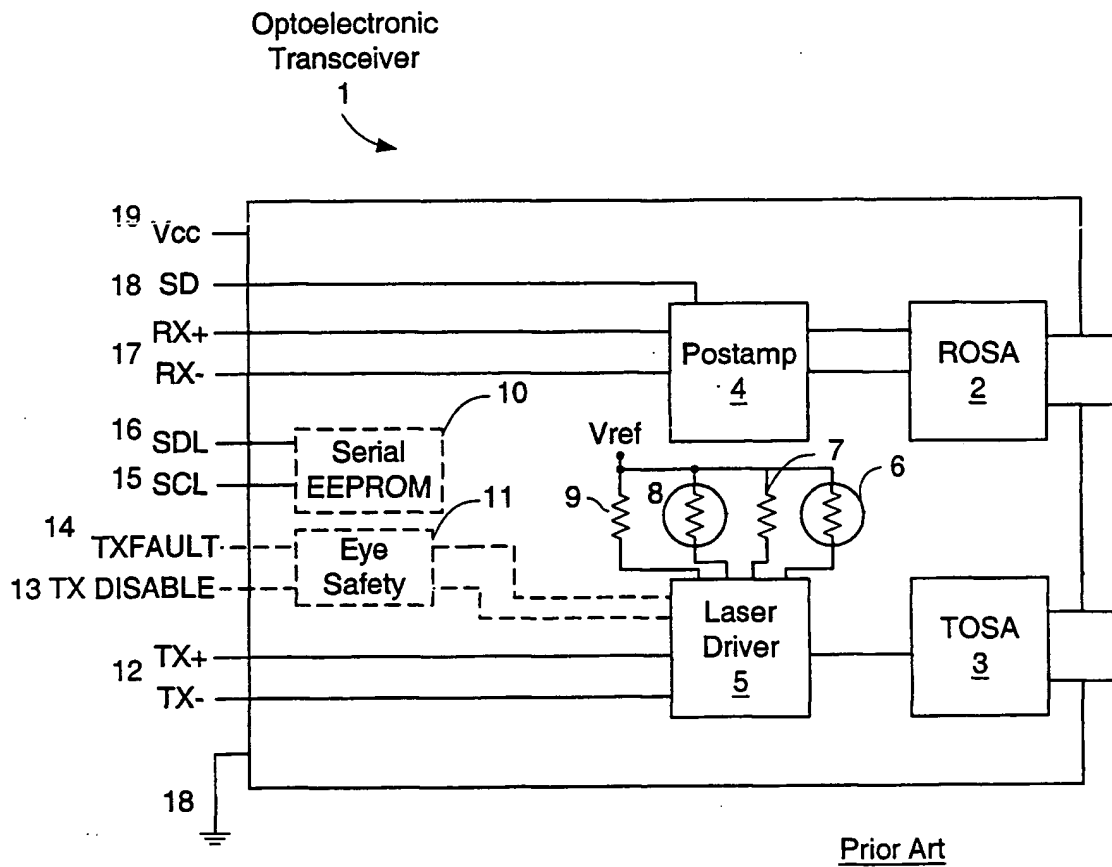 Optoelectronic
Transceiver
1
19 Vcc
18 SD
RX+
17
RX-
Postamp
4
ROSA
2
10
16 SDL
15 SCL
Serial
EEPROM
Vref
9
8
7
6
11
14
TXFAULT
13 TX DISABLE
Eye
Safety
Laser
Driver
5
TOSA
3
12 TX+
TX-
18
Prior Art